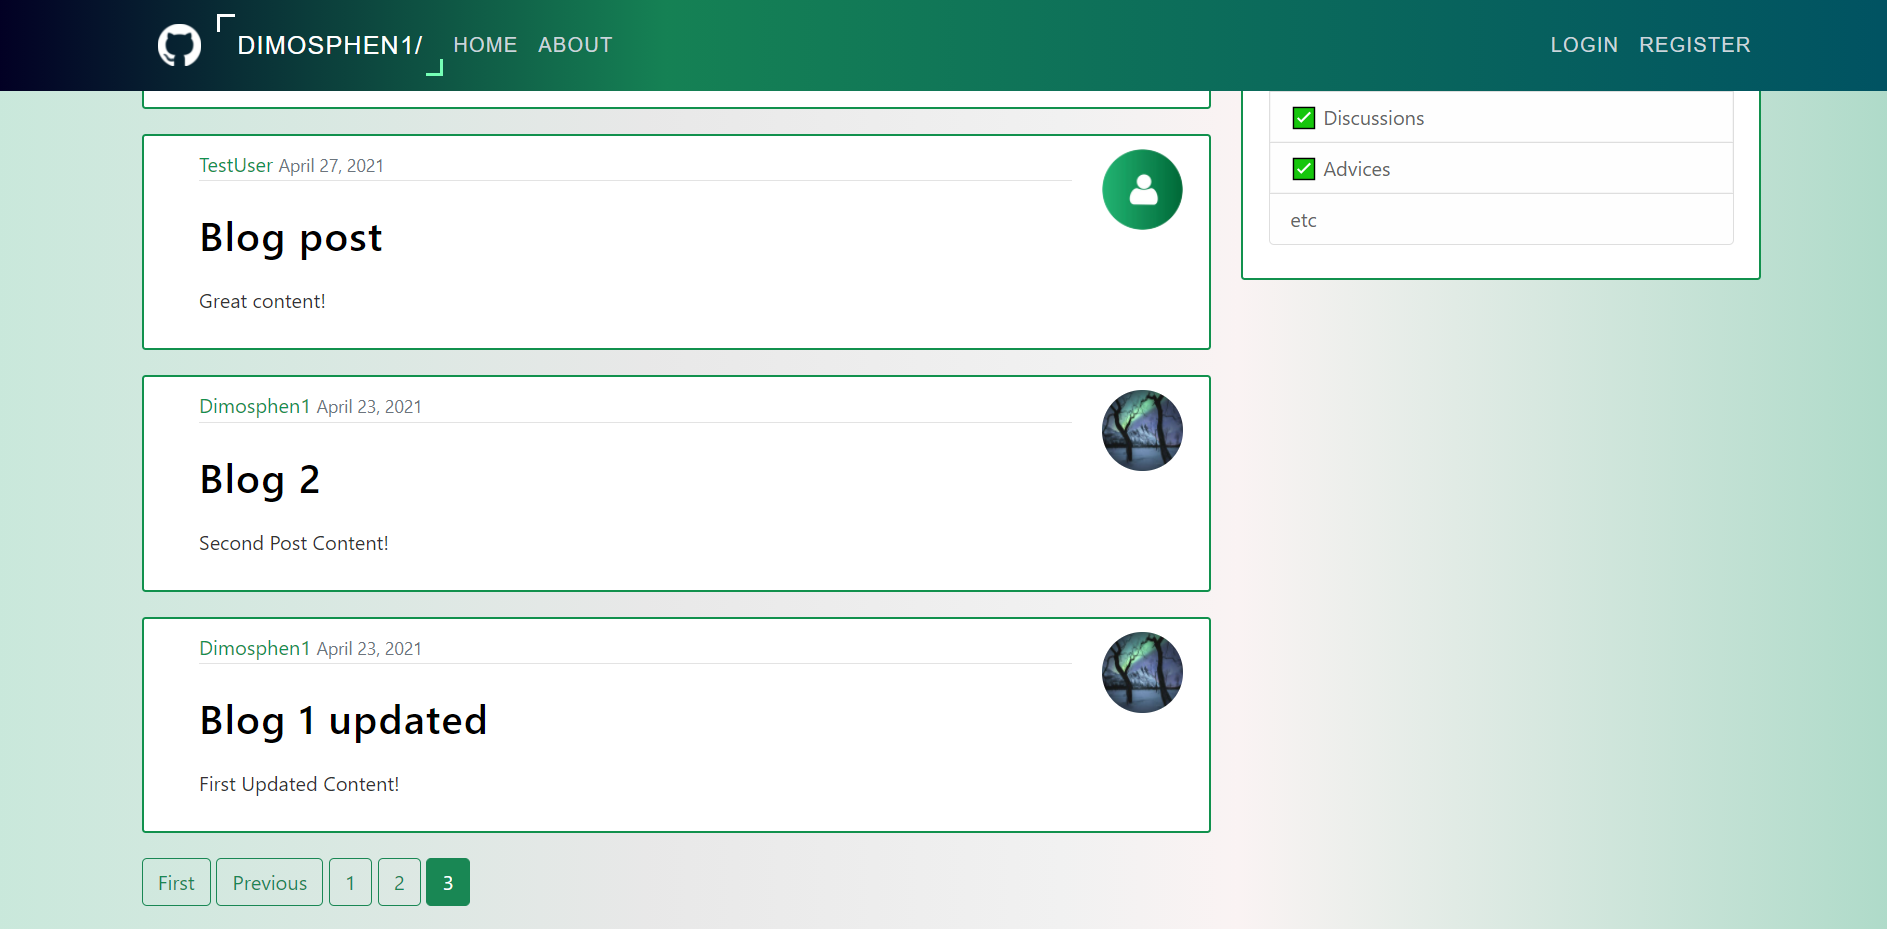 DIMOSPHEN1/ HOME ABOUT LOGIN REGISTER
TestUser April 27, 2021
Blog post
Great content!
Dimosphen1 April 23, 2021
Blog 2
Second Post Content!
Dimosphen1 April 23, 2021
Blog 1 updated
First Updated Content!
First Previous 1 2 3
✅ Discussions
✅ Advices
etc